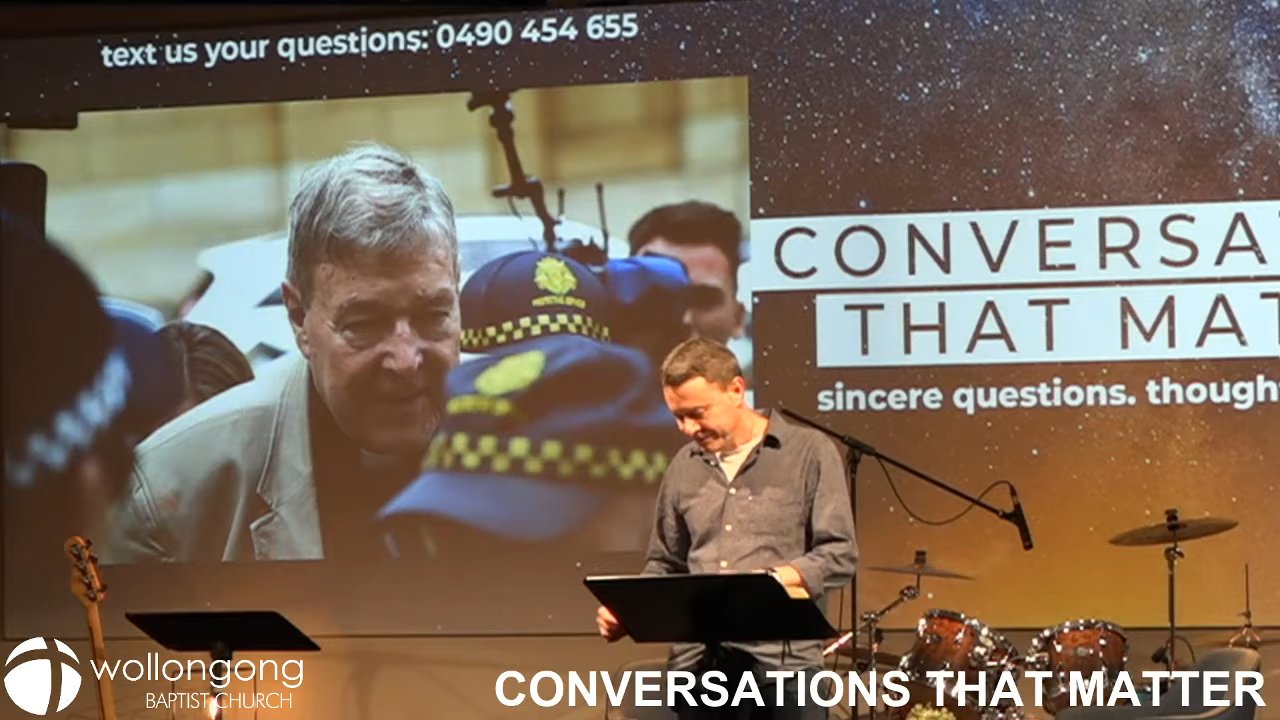 text us your questions: 0490 454 655
CONVERSA
THAT MAT
sincere questions. though
wollongong
BAPTIST CHURCH
CONVERSATIONS THAT MATTER